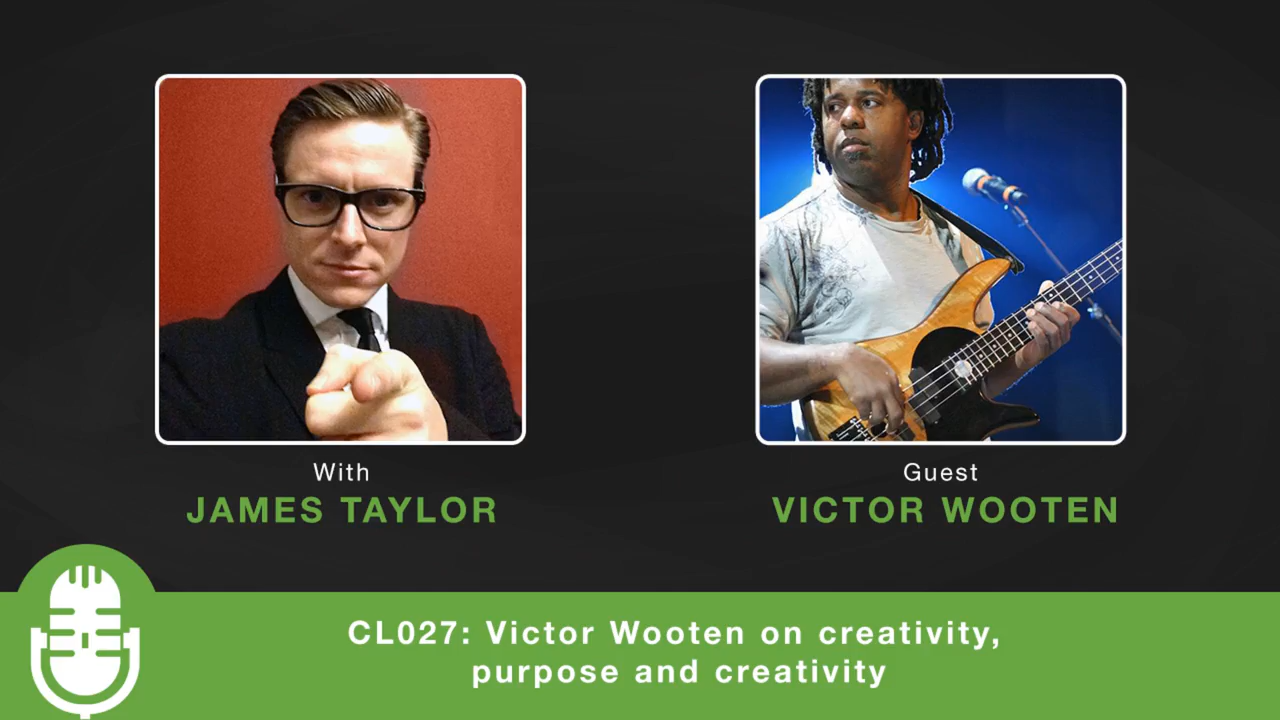 With
JAMES TAYLOR
Guest
VICTOR WOOTEN
CL027: Victor Wooten on creativity,
purpose and creativity